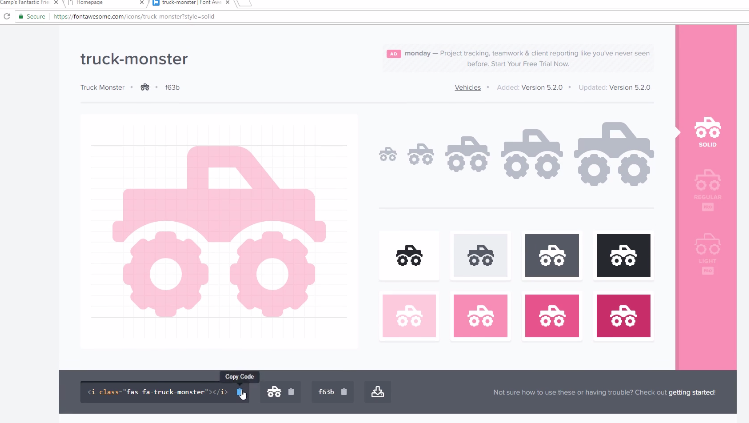 Camp's fantastic
Homepage
truck-monster | Font Awe
Secure
https://fontawesome.com/icons/truck-monster?style=solid
truck-monster
AD monday — Project tracking, teamwork & client reporting like you've never seen
before. Start Your Free Trial Now..
Truck Monster • • f63b
Vehicles • Added: Version 5.2.0 • Updated: Version 5.2.0
SOLID
REGULAR
LIGHT
Copy Code
<i class="fas fa-truck-monster"></i>
f63b
Not sure how to use these or having trouble? Check out getting started!